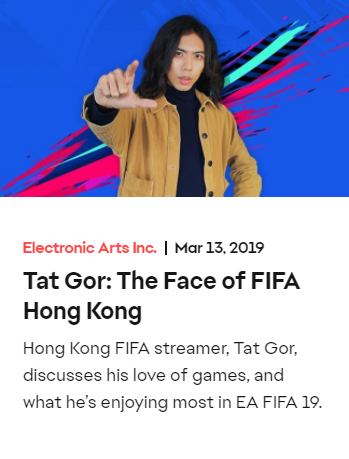 Electronic Arts Inc. | Mar 13, 2019
Tat Gor: The Face of FIFA
Hong Kong
Hong Kong FIFA streamer, Tat Gor,
discusses his love of games, and
what he's enjoying most in EA FIFA 19.